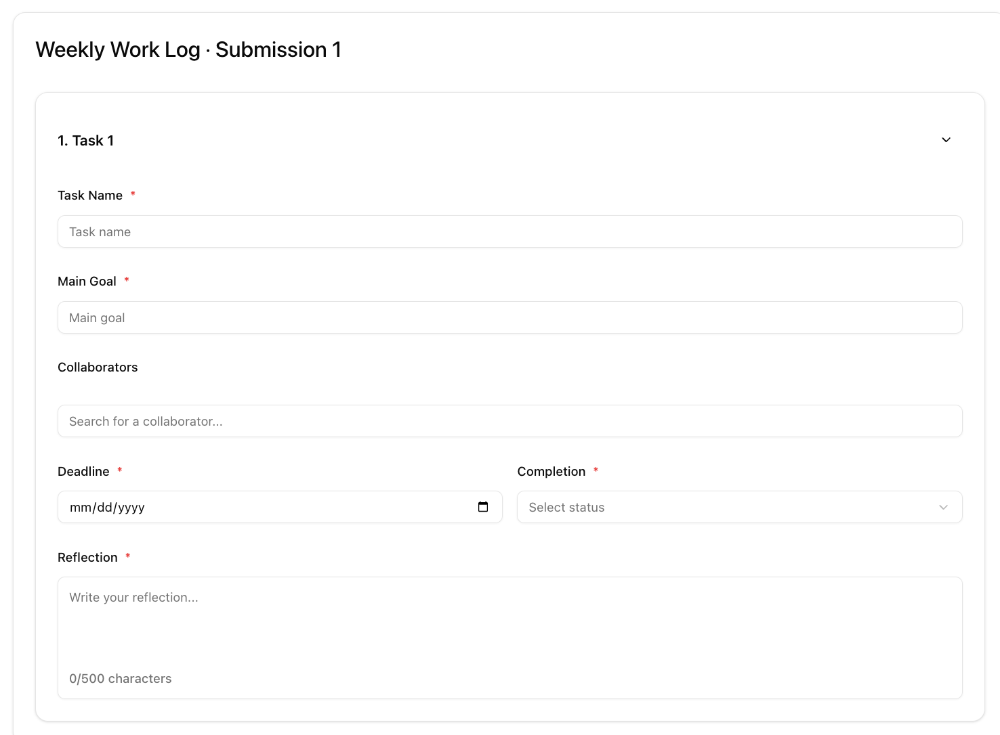 Weekly Work Log · Submission 1
1. Task 1
Task Name *
Task name
Main Goal *
Main goal
Collaborators
Search for a collaborator...
Deadline * Completion *
mm/dd/yyyy Select status
Reflection *
Write your reflection...
0/500 characters